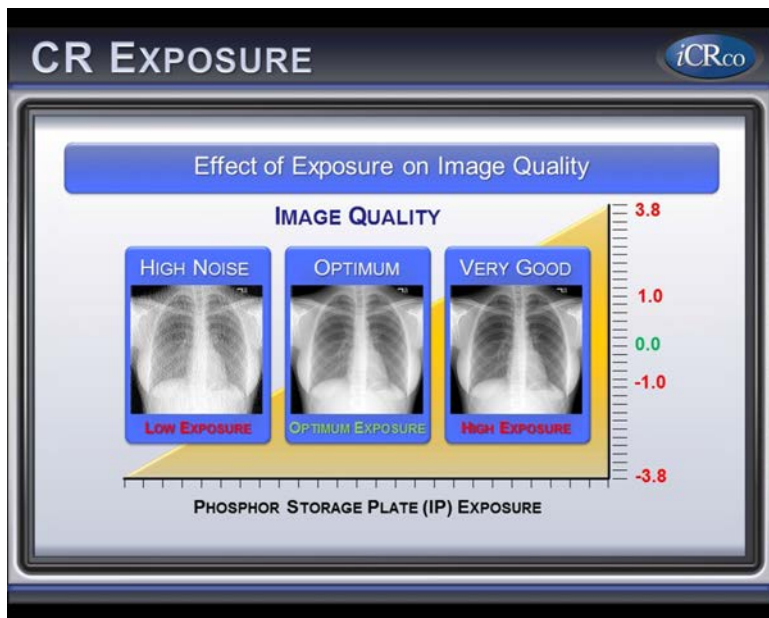 CR EXPOSURE
iCRco
Effect of Exposure on Image Quality
IMAGE QUALITY
HIGH NOISE
LOW EXPOSURE
OPTIMUM
OPTIMUM EXPOSURE
VERY GOOD
HIGH EXPOSURE
3.8
1.0
0.0
-1.0
-3.8
PHOSPHOR STORAGE PLATE (IP) EXPOSURE